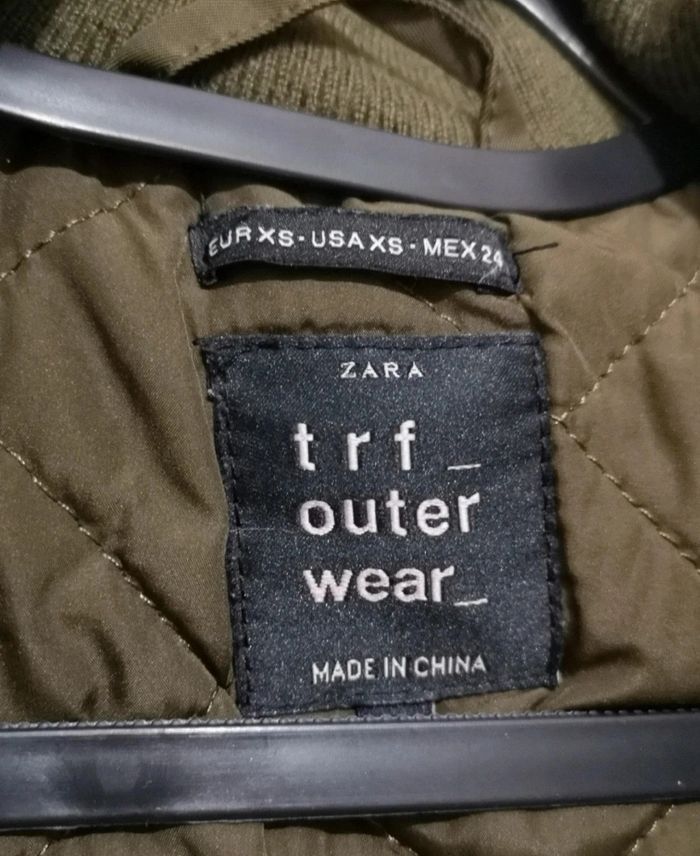 EUR XS - USA XS - MEX 24
ZARA
trf_
outer
wear_
MADE IN CHINA